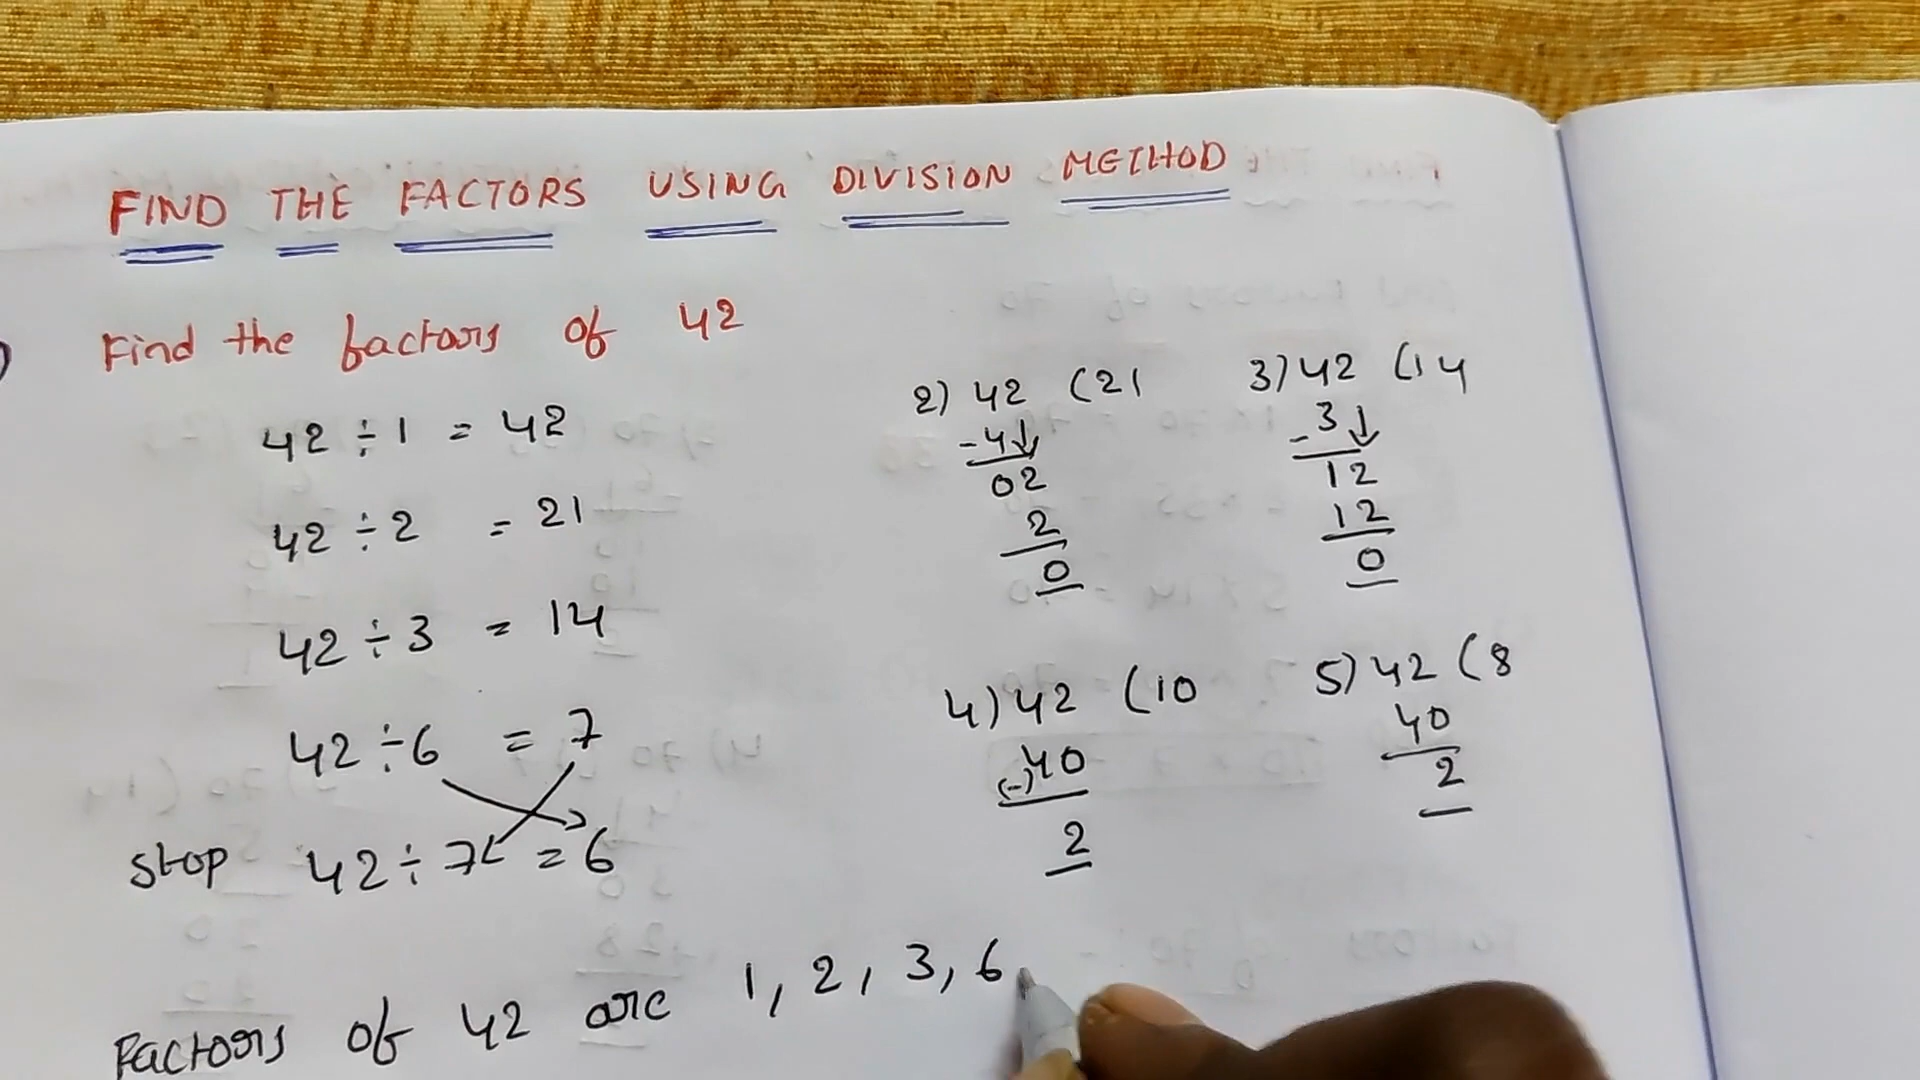 FIND THE FACTORS USING DIVISION METHOD
Find the factors of 42
42 ÷ 1 = 42
42 ÷ 2 = 21
42 ÷ 3 = 14
42 ÷ 6 = 7
stop 42 ÷ 7 = 6
2) 42 (21
-4↓
02
2
0
3) 42 (14
-3↓
12
12
0
4) 42 (10
(-) 40
2
5) 42 (8
40
2
Factors of 42 are 1, 2, 3, 6